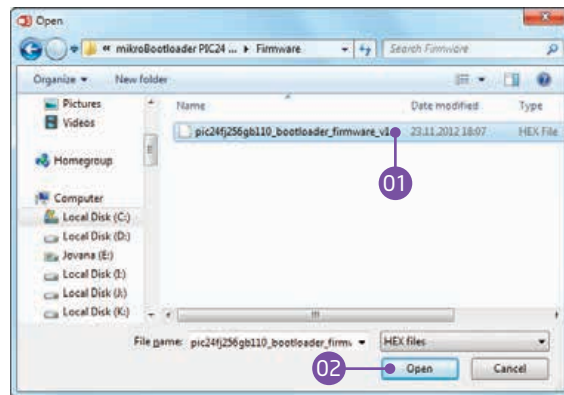 Open
« mikroBootloader PIC24 ... ▸ Firmware
Search Firmware
Organize ▾ New folder
Pictures
Videos
Homegroup
Computer
Local Disk (C:)
Local Disk (D:)
Jovana (E:)
Local Disk (I:)
Local Disk (J:)
Local Disk (K:)
Name Date modified Type
pic24fj256gb110_bootloader_firmware_v1 23.11.2012 18:07 HEX File
01
File name: pic24fj256gb110_bootloader_firmw HEX files
02
Open Cancel